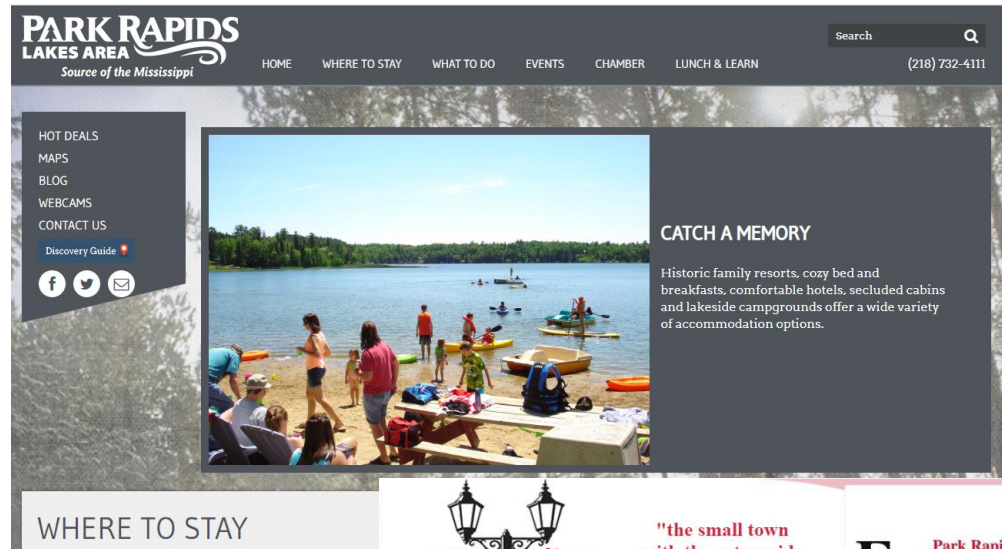 PARK RAPIDS
LAKES AREA
Source of the Mississippi
HOME WHERE TO STAY WHAT TO DO EVENTS CHAMBER LUNCH & LEARN
Search
(218) 732-4111
HOT DEALS
MAPS
BLOG
WEBCAMS
CONTACT US
Discovery Guide
CATCH A MEMORY
Historic family resorts, cozy bed and
breakfasts, comfortable hotels, secluded cabins
and lakeside campgrounds offer a wide variety
of accommodation options.
WHERE TO STAY
"the small town